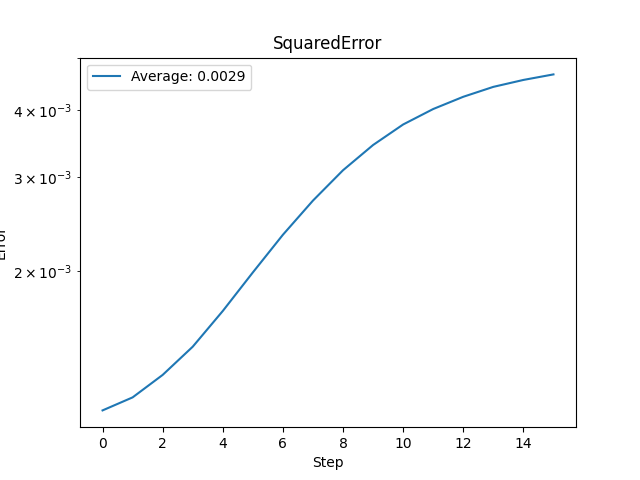 SquaredError
Average: 0.0029
4 × 10⁻³
3 × 10⁻³
2 × 10⁻³
Error
0 2 4 6 8 10 12 14
Step